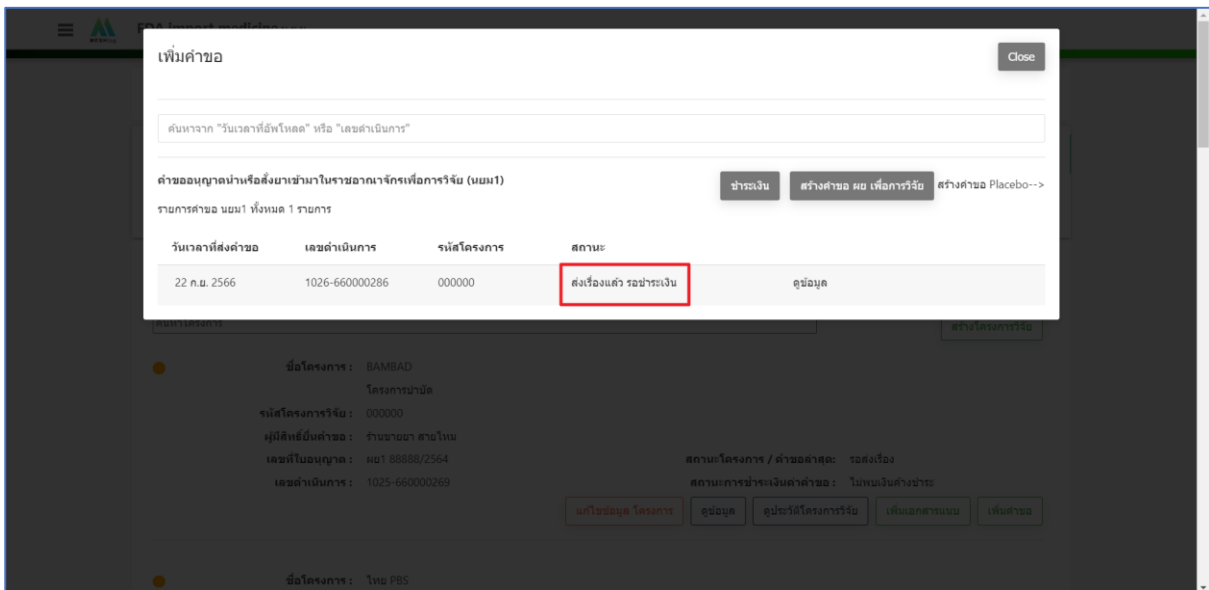 FDA import medicine
เพิ่มคำขอ
Close
ค้นหาจาก "วันเวลาที่อัพโหลด" หรือ "เลขดำเนินการ"
คำขออนุญาตนำหรือสั่งยาเข้ามาในราชอาณาจักรเพื่อการวิจัย (นยม1)
ชำระเงิน
สร้างคำขอ ผย เพื่อการวิจัย
สร้างคำขอ Placebo-->
รายการคำขอ นยม1 ทั้งหมด 1 รายการ
วันเวลาที่ส่งคำขอ เลขดำเนินการ รหัสโครงการ สถานะ
22 ก.ย. 2566 1026-660000286 000000 ส่งเรื่องแล้ว รอชำระเงิน ดูข้อมูล
ค้นหาโครงการ
สร้างโครงการวิจัย
ชื่อโครงการ : BAMBAD
โครงการบำบัด
รหัสโครงการวิจัย : 000000
ผู้มีสิทธิ์ยื่นคำขอ : ร้านขายยา สายไหม
เลขที่ใบอนุญาต : ผย1 88888/2564 สถานะโครงการ / คำขอล่าสุด: รอส่งเรื่อง
เลขดำเนินการ : 1025-660000269 สถานะการชำระเงินค่าคำขอ : ไม่พบเงินค้างชำระ
แก้ไขข้อมูล โครงการ ดูข้อมูล ดูประวัติโครงการวิจัย เพิ่มเอกสารแนบ เพิ่มคำขอ
ชื่อโครงการ : ไทย PBS